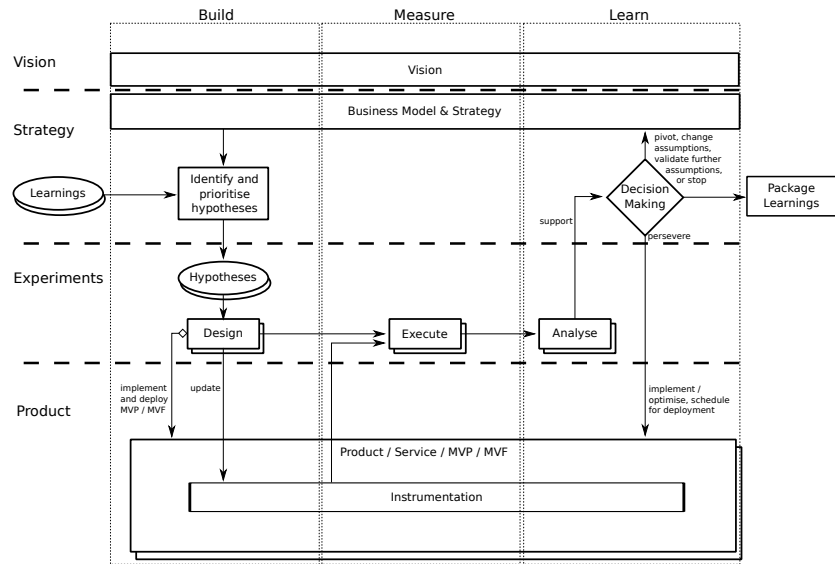 Build
Measure
Learn
Vision
Vision
Business Model & Strategy
Strategy
pivot, change
assumptions,
validate further
assumptions,
or stop
Learnings
Identify and
prioritise
hypotheses
Decision
Making
Package
Learnings
support
persevere
Experiments
Hypotheses
Design
Execute
Analyse
implement
and deploy
MVP / MVF
update
implement /
optimise, schedule
for deployment
Product
Product / Service / MVP / MVF
Instrumentation